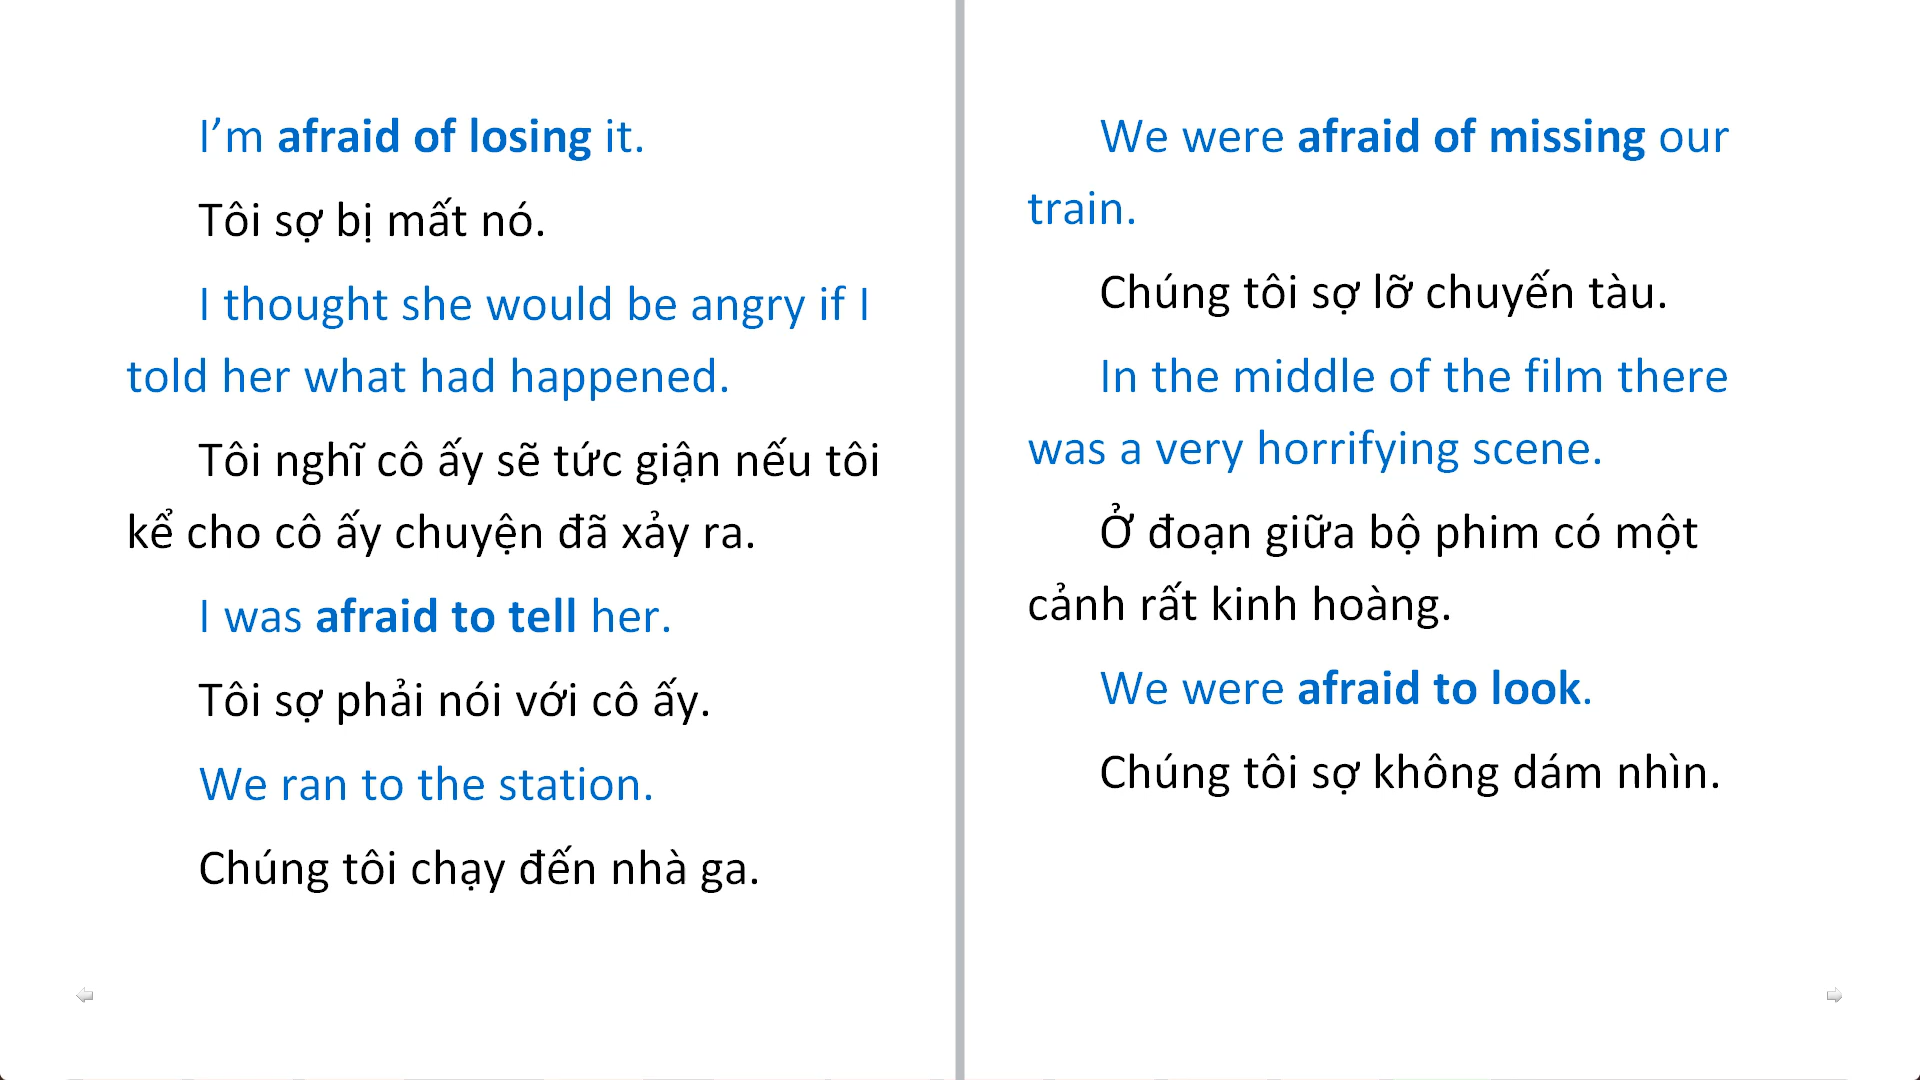 I’m afraid of losing it.
Tôi sợ bị mất nó.
I thought she would be angry if I
told her what had happened.
Tôi nghĩ cô ấy sẽ tức giận nếu tôi
kể cho cô ấy chuyện đã xảy ra.
I was afraid to tell her.
Tôi sợ phải nói với cô ấy.
We ran to the station.
Chúng tôi chạy đến nhà ga.
We were afraid of missing our
train.
Chúng tôi sợ lỡ chuyến tàu.
In the middle of the film there
was a very horrifying scene.
Ở đoạn giữa bộ phim có một
cảnh rất kinh hoàng.
We were afraid to look.
Chúng tôi sợ không dám nhìn.